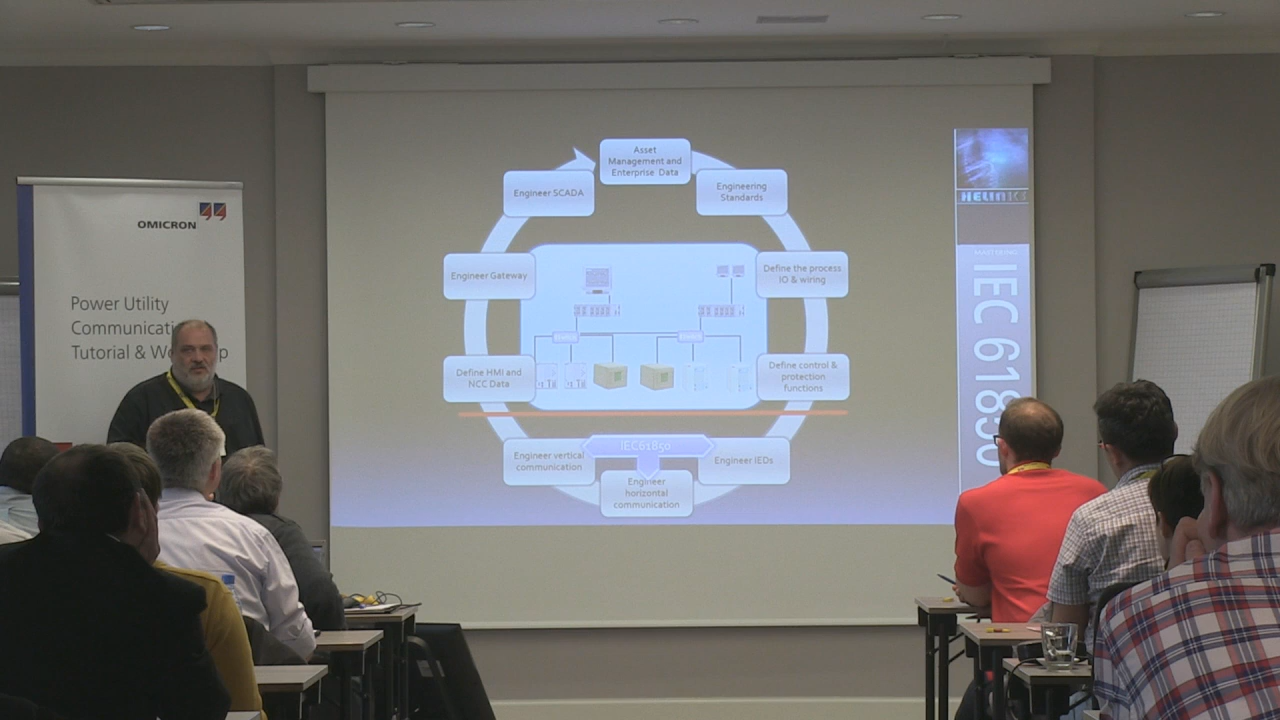 OMICRON
Power Utility
Tutorial &
Asset
Management and
Enterprise Data
Engineer SCADA
Engineering
Standards
Engineer Gateway
Define the process
IO & wiring
Define HMI and
NCC Data
Define control &
protection
functions
Engineer vertical
communication
IEC61850
Engineer IEDs
Engineer
horizontal
communication
HELINKS
IEC 61850